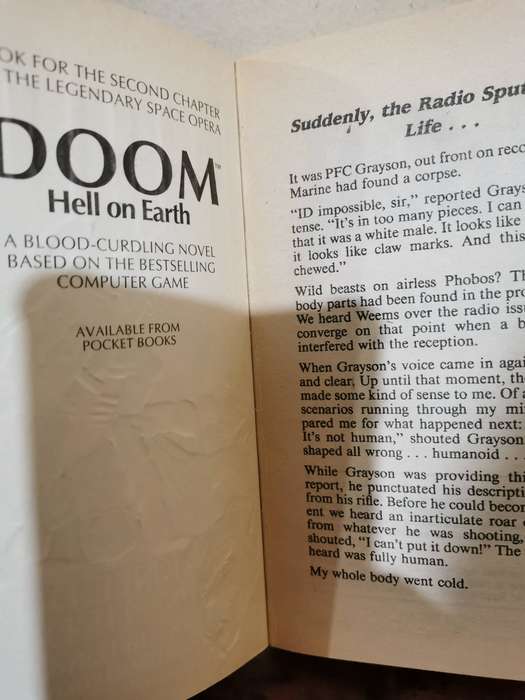 OK FOR THE SECOND CHAPTER
THE LEGENDARY SPACE OPERA
DOOM™
Hell on Earth
A BLOOD-CURDLING NOVEL
BASED ON THE BESTSELLING
COMPUTER GAME
AVAILABLE FROM
POCKET BOOKS
Suddenly, the Radio Sput
Life . . .
It was PFC Grayson, out front on reco
Marine had found a corpse.
"ID impossible, sir," reported Grays
tense. "It's in too many pieces. I can
that it was a white male. It looks like
it looks like claw marks. And this
chewed."
Wild beasts on airless Phobos? Th
body parts had been found in the pro
We heard Weems over the radio issu
converge on that point when a b
interfered with the reception.
When Grayson's voice came in agai
and clear, Up until that moment, the
made some kind of sense to me. Of a
scenarios running through my mi
pared me for what happened next:
It's not human," shouted Grayson
shaped all wrong . . . humanoid . . .
While Grayson was providing thi
report, he punctuated his descripti
from his rifle. Before he could becom
ent we heard an inarticulate roar o
from whatever he was shooting,
shouted, "I can't put it down!" The
heard was fully human.
My whole body went cold.